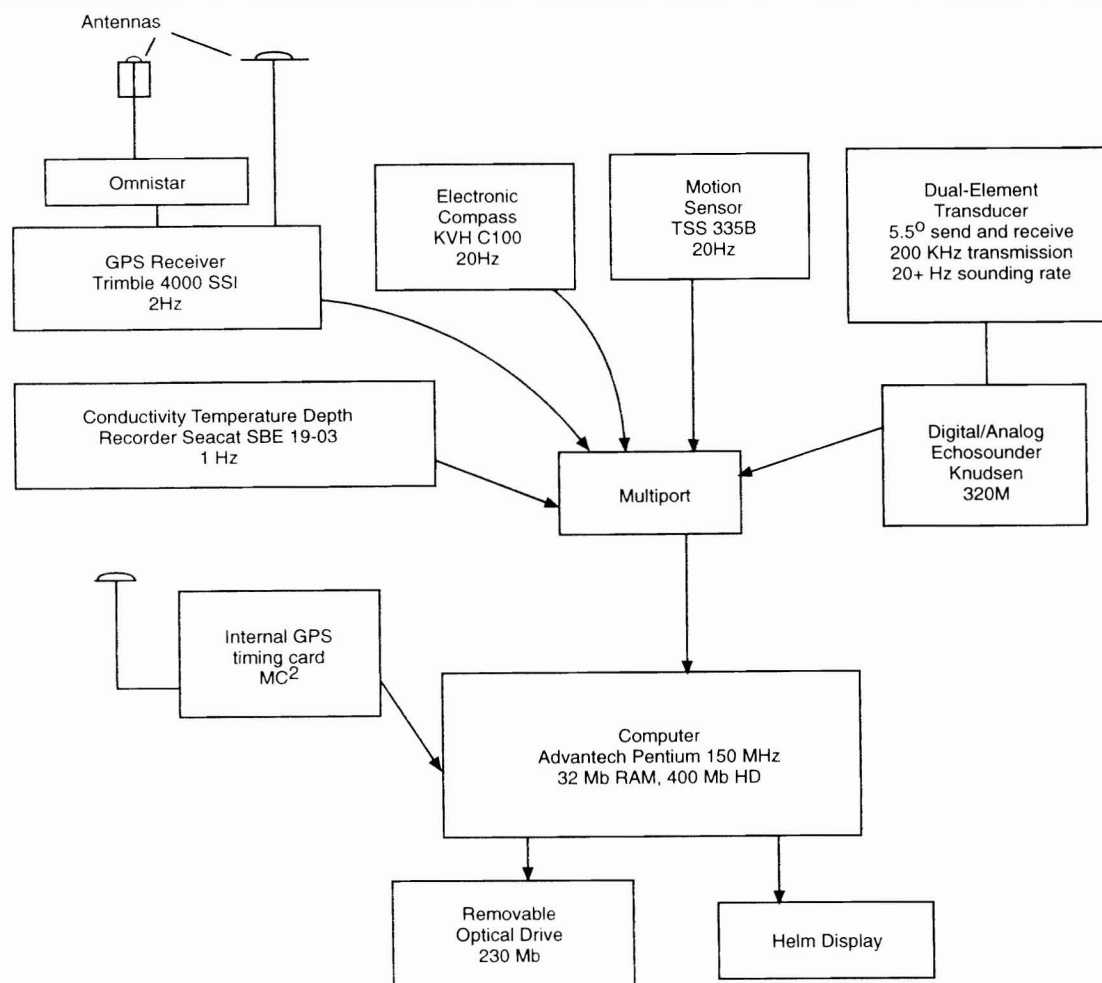 Antennas
Omnistar
GPS Receiver
Trimble 4000 SSI
2Hz
Electronic
Compass
KVH C100
20Hz
Motion
Sensor
TSS 335B
20Hz
Dual-Element
Transducer
5.5° send and receive
200 KHz transmission
20+ Hz sounding rate
Conductivity Temperature Depth
Recorder Seacat SBE 19-03
1 Hz
Multiport
Digital/Analog
Echosounder
Knudsen
320M
Internal GPS
timing card
MC²
Computer
Advantech Pentium 150 MHz
32 Mb RAM, 400 Mb HD
Removable
Optical Drive
230 Mb
Helm Display